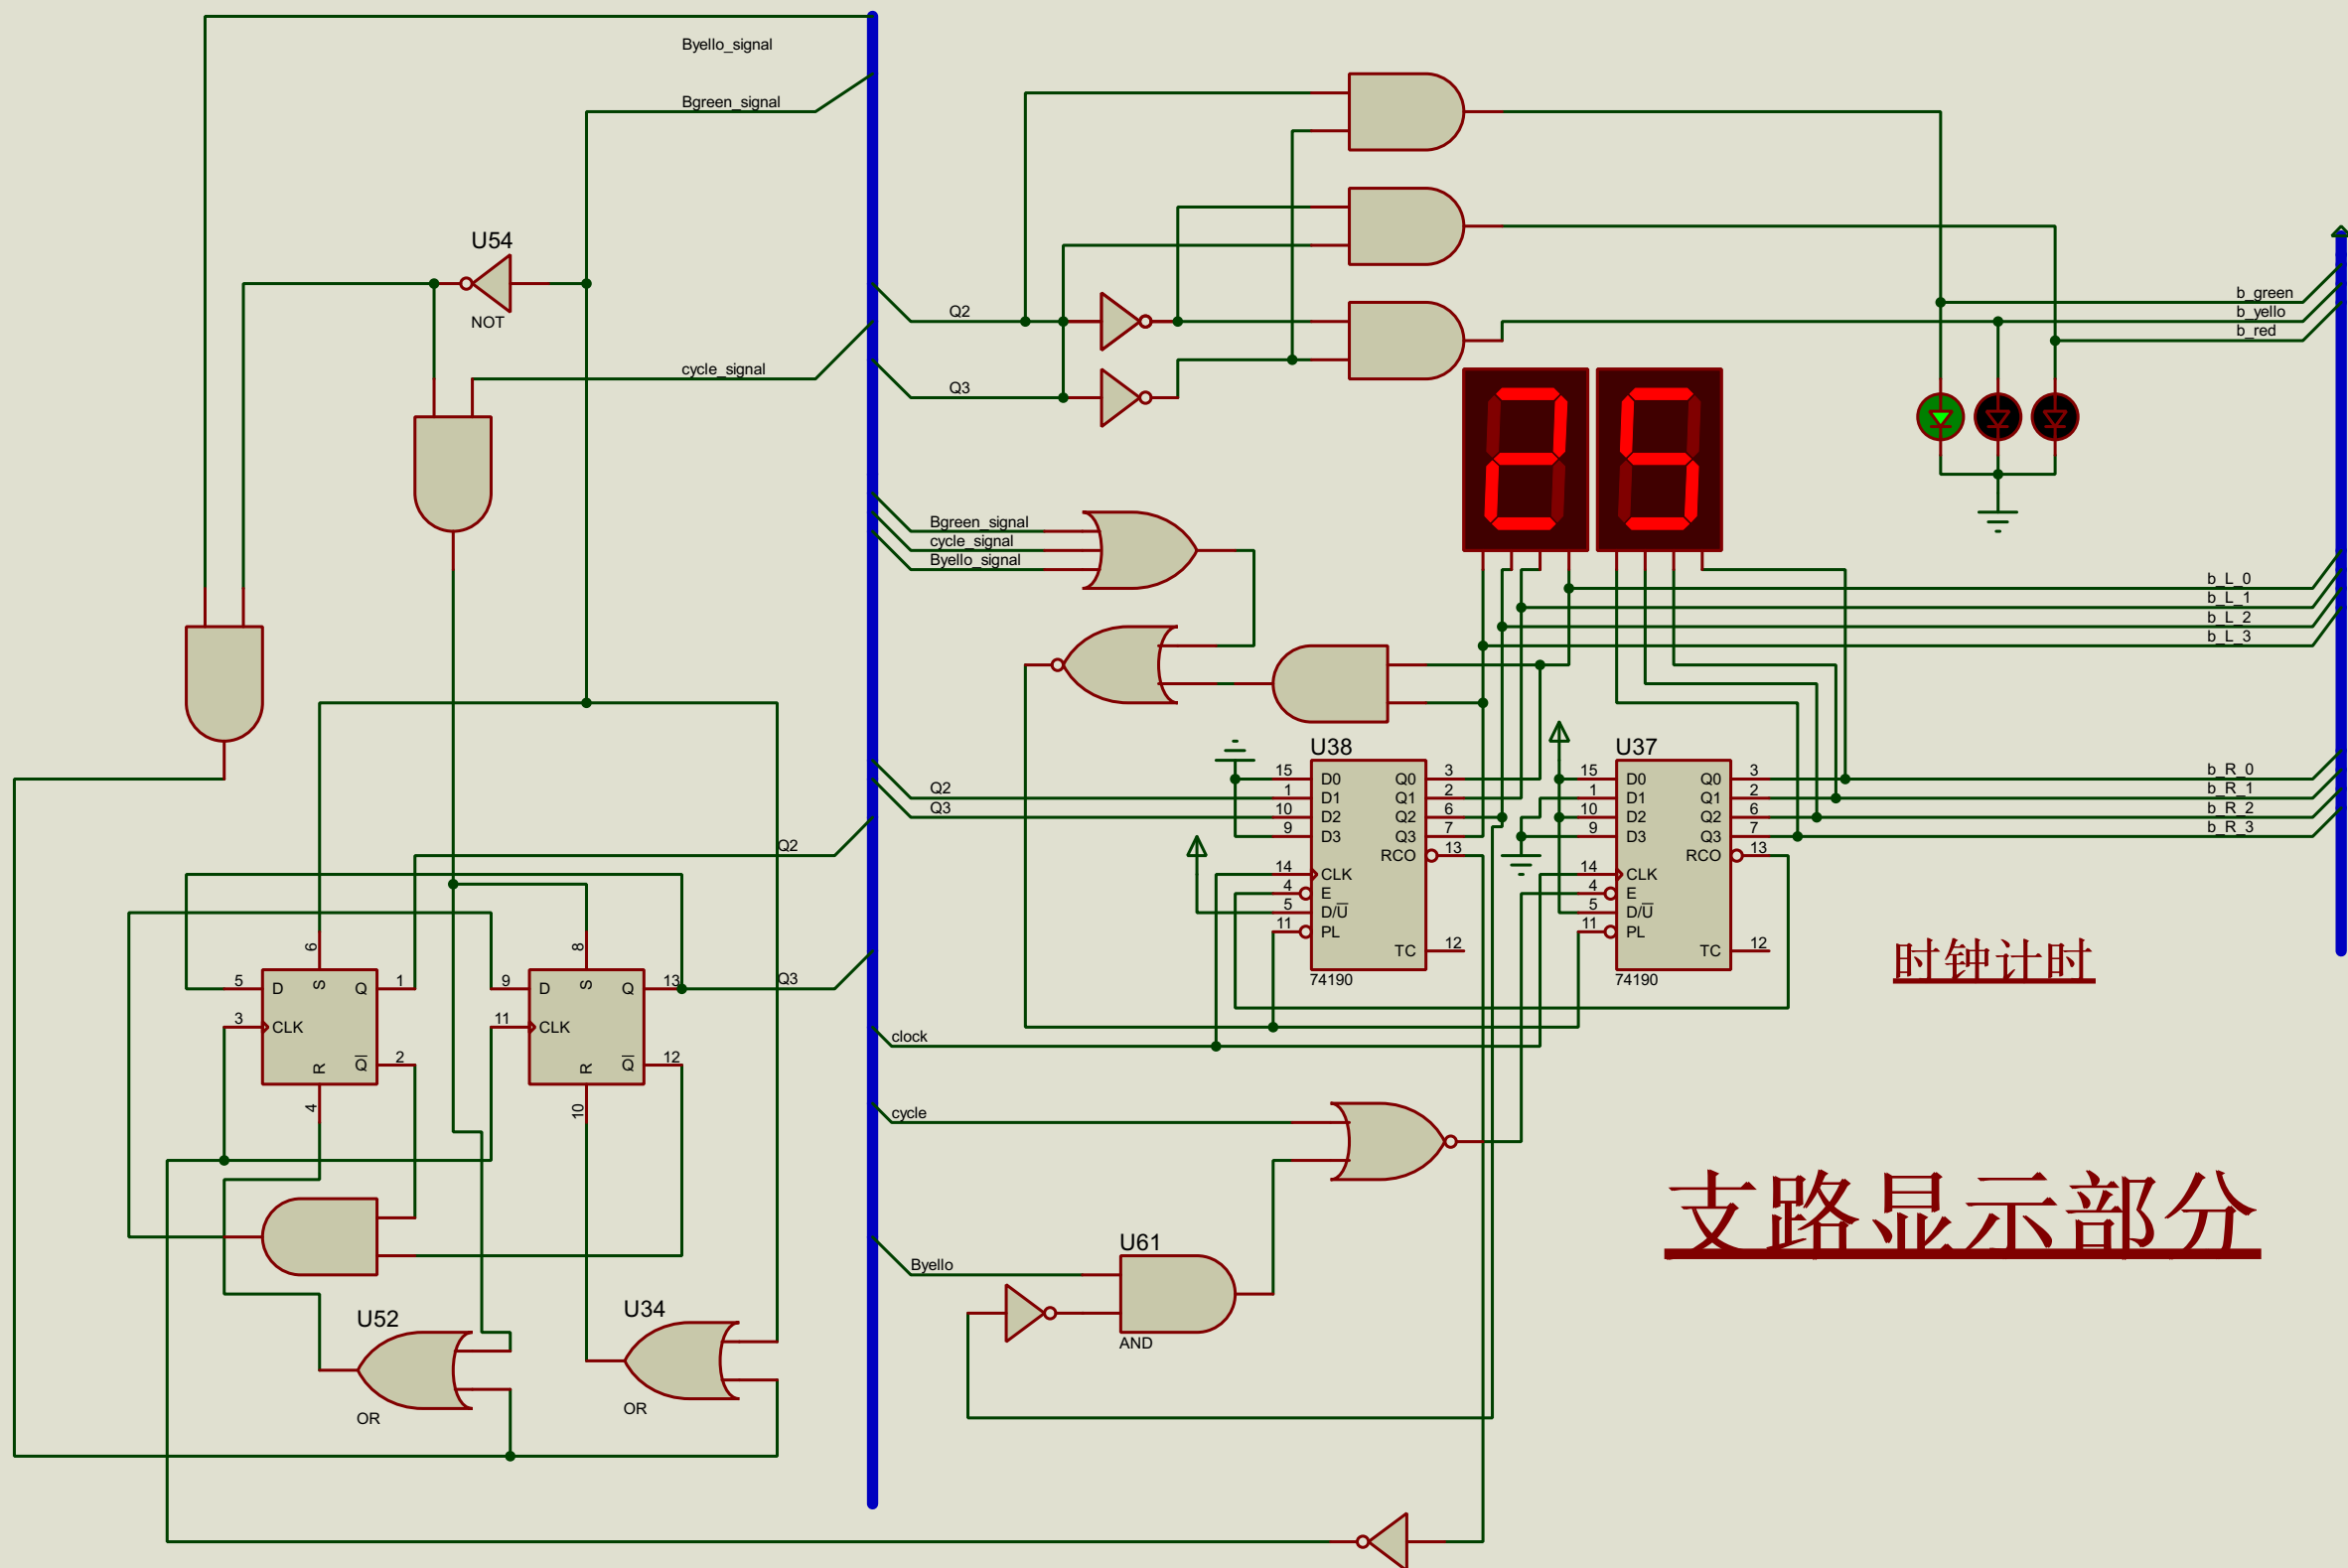 Byello_signal
Bgreen_signal
U54
NOT
cycle_signal
Q2
Q3
b_green
b_yello
b_red
25
Bgreen_signal
cycle_signal
Byello_signal
b_L_0
b_L_1
b_L_2
b_L_3
U38
15 D0 Q0 3
1 D1 Q1 2
10 D2 Q2 6
9 D3 Q3 7
RCO 13
14 CLK
4 E
5 D/U̅
11 PL
TC 12
74190
U37
15 D0 Q0 3
1 D1 Q1 2
10 D2 Q2 6
9 D3 Q3 7
RCO 13
14 CLK
4 E
5 D/U̅
11 PL
TC 12
74190
b_R_0
b_R_1
b_R_2
b_R_3
Q2
Q3
Q2
Q3
6
5 D S Q 1
3 CLK
R Q̅ 2
4
8
9 D S Q 13
11 CLK
R Q̅ 12
10
时钟计时
clock
cycle
支路显示部分
Byello
U61
AND
U52
OR
U34
OR